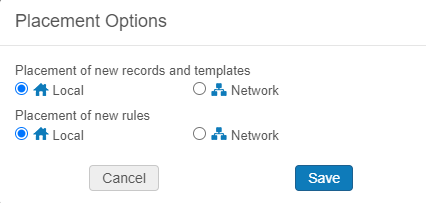 Placement Options
Placement of new records and templates
Local Network
Placement of new rules
Local Network
Cancel Save